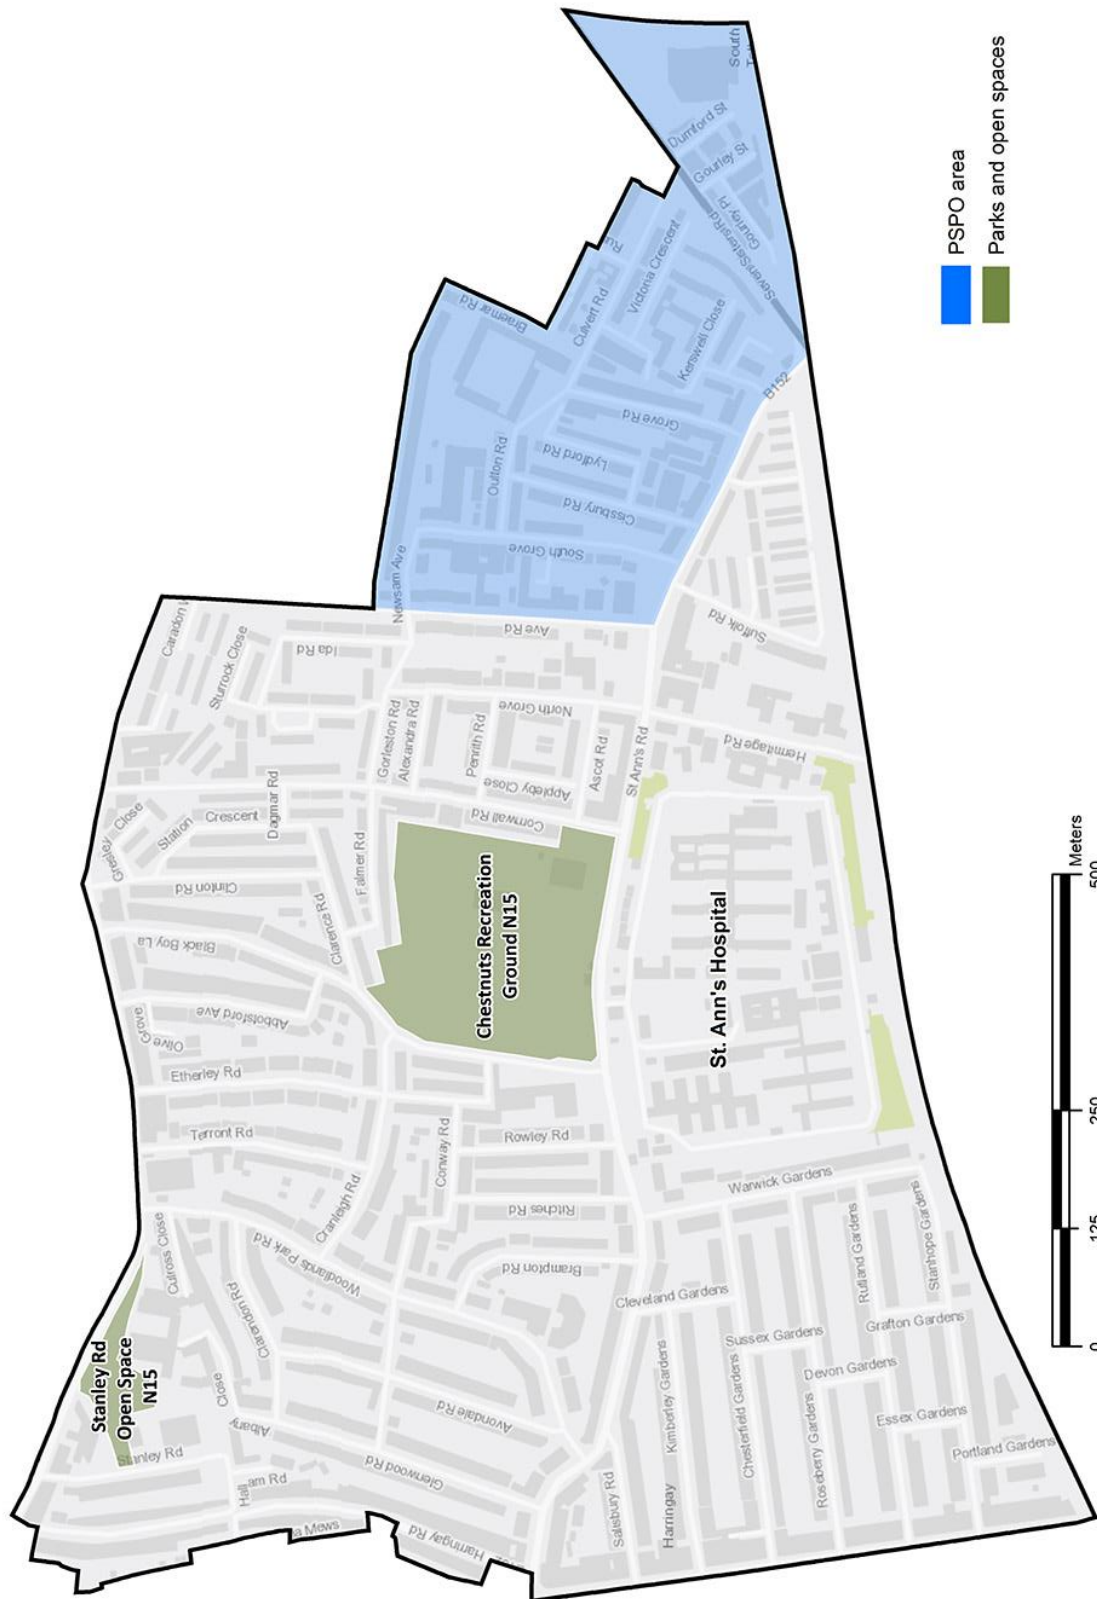 Stanley Rd
Open Space
N15
Stanley Rd
Hallam Rd
a Mews
Harringay Rd
Albany
Close
Culross Close
Clarendon Rd
Glenwood Rd
Avondale Rd
Woodlands Park Rd
Cranleigh Rd
Terront Rd
Etherley Rd
Olive Grove
Abbotsford Ave
Black Boy La
Clinton Rd
Gresley Close
Station
Crescent
Dagmar Rd
Clarence Rd
Falmer Rd
Conway Rd
Rowley Rd
Ritches Rd
Brampton Rd
Salisbury Rd
Harringay
Kimberley Gardens
Cleveland Gardens
Chesterfield Gardens
Sussex Gardens
Roseberry Gardens
Devon Gardens
Essex Gardens
Portland Gardens
Grafton Gardens
Rutland Gardens
Stanhope Gardens
Warwick Gardens
Chestnuts Recreation
Ground N15
St. Ann's Hospital
Cornwall Rd
Appleby Close
Penrith Rd
Alexandra Rd
Gorleston Rd
Ascot Rd
St Ann's Rd
North Grove
Hermitage Rd
Suffolk Rd
Ida Rd
Sturrock Close
Caradon
Ave Rd
Newsam Ave
South Grove
Oulton Rd
Cissbury Rd
Lydford Rd
Grove Rd
Braemar Rd
Culvert Rd
Victoria Crescent
Kerswell Close
B152
Seven Sisters Rd
Gourley Pl
Gourley St
Durnford St
South
PSPO area
Parks and open spaces
0
125
250
500
Meters